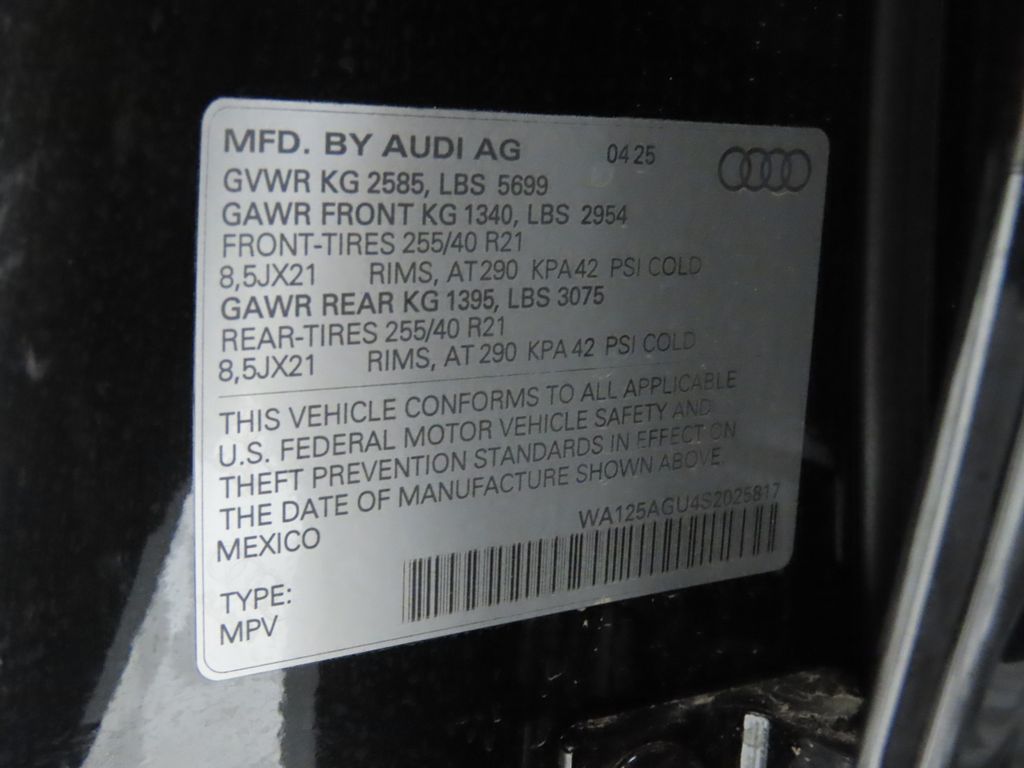 MFD. BY AUDI AG 04 25
GVWR KG 2585, LBS 5699
GAWR FRONT KG 1340, LBS 2954
FRONT-TIRES 255/40 R21
8,5JX21 RIMS, AT 290 KPA 42 PSI COLD
GAWR REAR KG 1395, LBS 3075
REAR-TIRES 255/40 R21
8,5JX21 RIMS, AT 290 KPA 42 PSI COLD
THIS VEHICLE CONFORMS TO ALL APPLICABLE
U.S. FEDERAL MOTOR VEHICLE SAFETY AND
THEFT PREVENTION STANDARDS IN EFFECT ON
THE DATE OF MANUFACTURE SHOWN ABOVE.
MEXICO
WA125AGU4S2025817
TYPE:
MPV